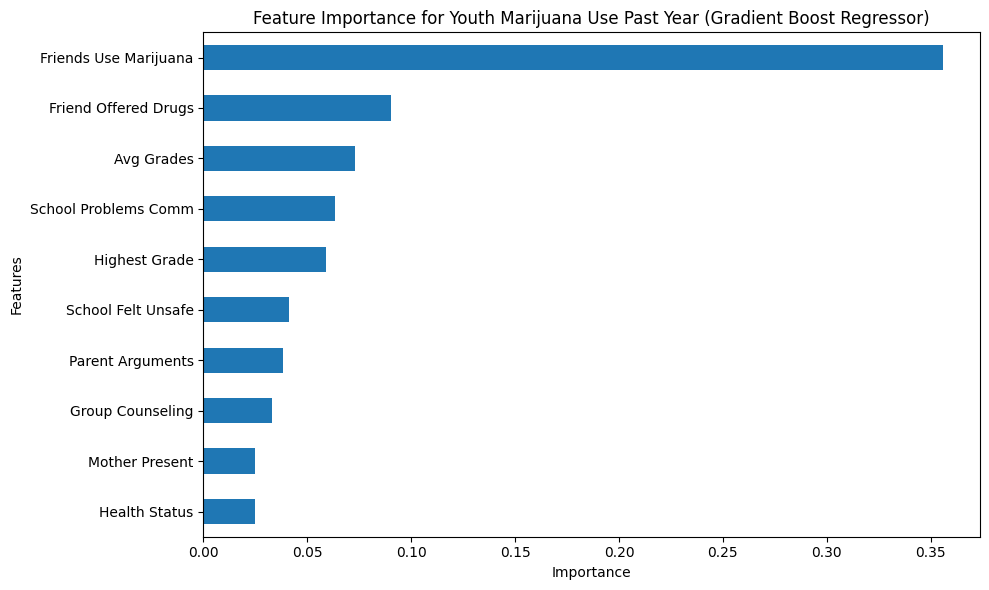 Feature Importance for Youth Marijuana Use Past Year (Gradient Boost Regressor)
Features
Friends Use Marijuana
Friend Offered Drugs
Avg Grades
School Problems Comm
Highest Grade
School Felt Unsafe
Parent Arguments
Group Counseling
Mother Present
Health Status
0.00 0.05 0.10 0.15 0.20 0.25 0.30 0.35
Importance